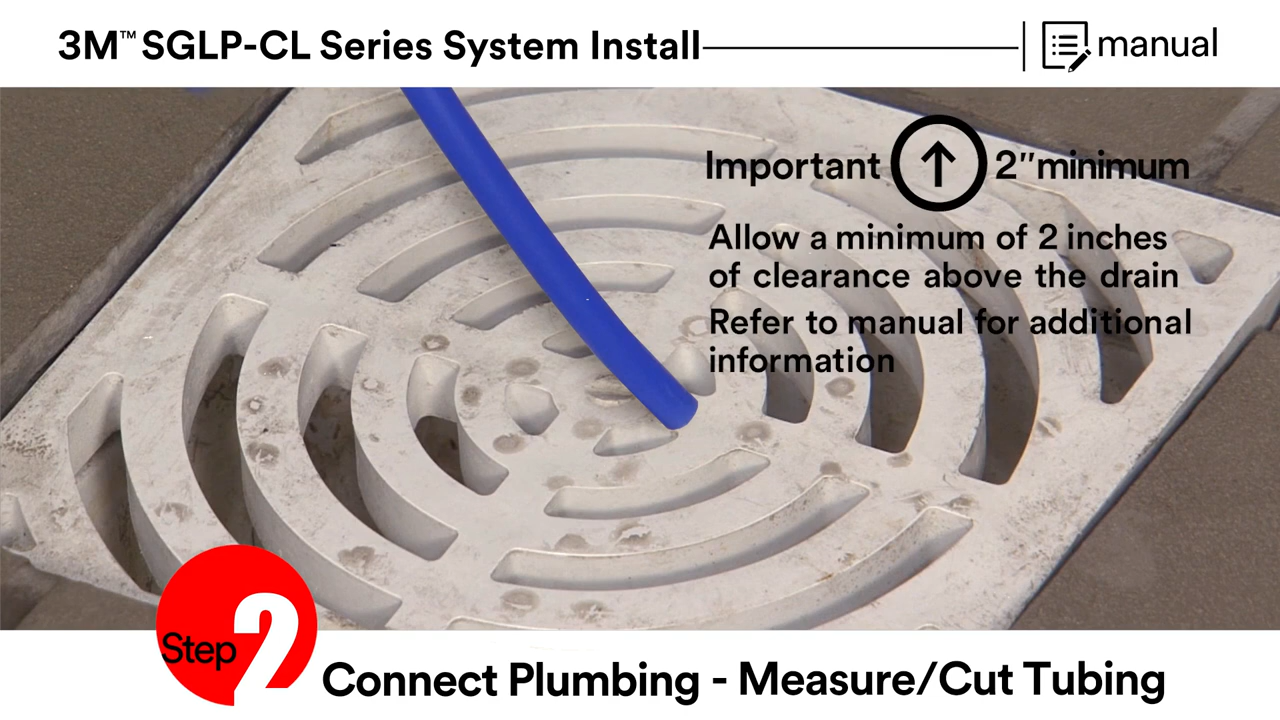 3M™ SGLP-CL Series System Install
manual
Important ↑ 2"minimum
Allow a minimum of 2 inches
of clearance above the drain
Refer to manual for additional
information
Step 2
Connect Plumbing - Measure/Cut Tubing